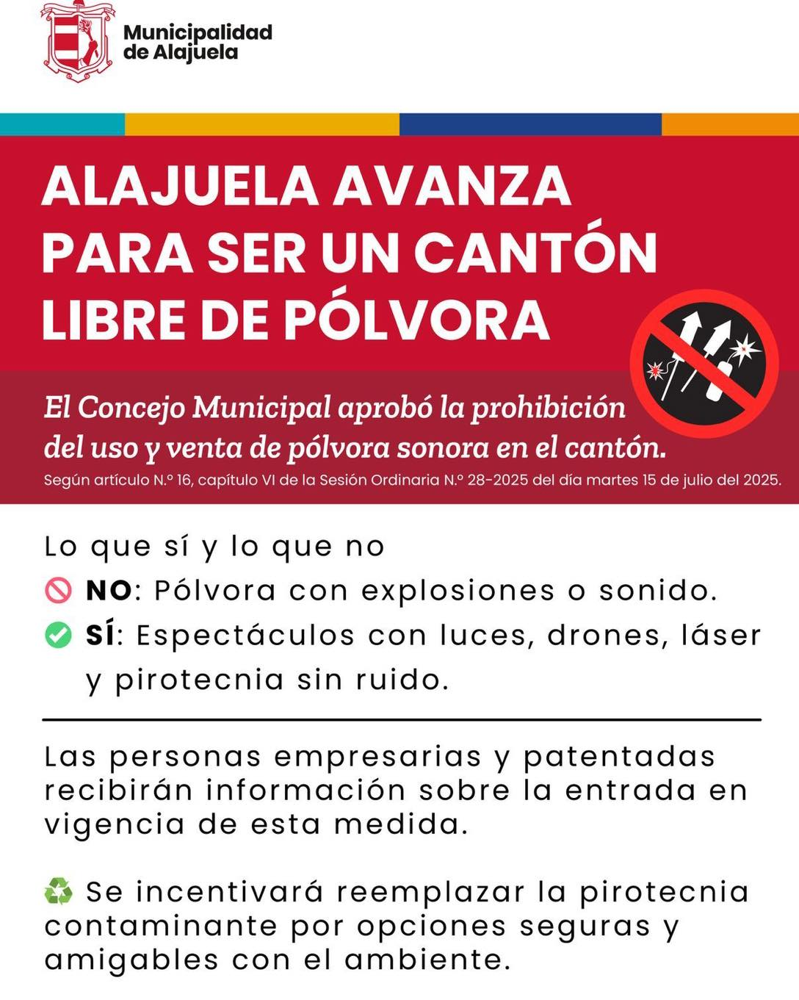 Municipalidad
de Alajuela
ALAJUELA AVANZA
PARA SER UN CANTÓN
LIBRE DE PÓLVORA
El Concejo Municipal aprobó la prohibición
del uso y venta de pólvora sonora en el cantón.
Según artículo N.º 16, capítulo VI de la Sesión Ordinaria N.º 28-2025 del día martes 15 de julio del 2025.
Lo que sí y lo que no
🚫 NO: Pólvora con explosiones o sonido.
✅ SÍ: Espectáculos con luces, drones, láser
y pirotecnia sin ruido.
Las personas empresarias y patentadas
recibirán información sobre la entrada en
vigencia de esta medida.
♻️ Se incentivará reemplazar la pirotecnia
contaminante por opciones seguras y
amigables con el ambiente.